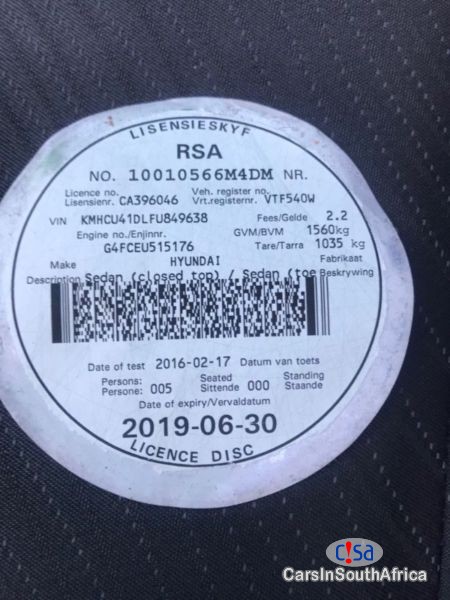 LISENSIESKYF
RSA
NO. 10010566M4DM NR.
Licence no. Veh. register no.
Lisensienr. CA396046 Vrt.registernr. VTF540W
VIN KMHCU41DLFU849638 Fees/Gelde 2.2
Engine no./Enjinnr. GVM/BVM 1560kg
G4FCEU515176 Tare/Tarra 1035 kg
Make HYUNDAI Fabrikaat
Description Sedan (closed top) / Sedan (toe Beskrywing
Date of test 2016-02-17 Datum van toets
Persons: Seated Standing
Persone: 005 Sittende 000 Staande
Date of expiry/Vervaldatum
2019-06-30
LICENCE DISC
c!sa
CarsInSouthAfrica